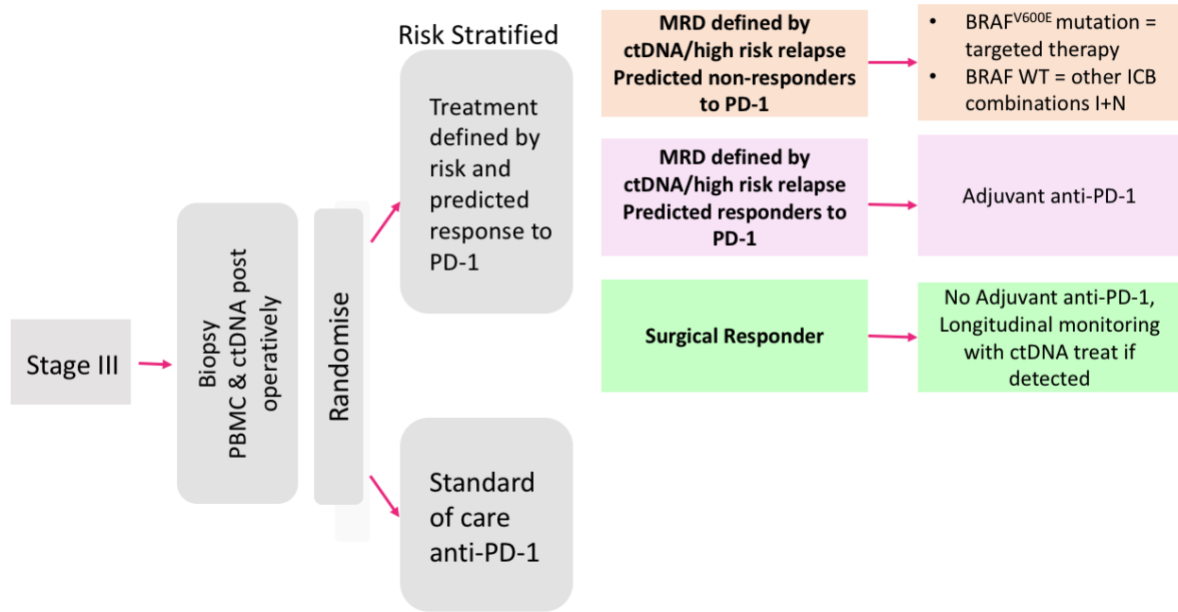 Stage III
Biopsy
PBMC & ctDNA post
operatively
Randomise
Risk Stratified
Treatment
defined by
risk and
predicted
response to
PD-1
Standard
of care
anti-PD-1
MRD defined by
ctDNA/high risk relapse
Predicted non-responders
to PD-1
• BRAFV600E mutation =
targeted therapy
• BRAF WT = other ICB
combinations I+N
MRD defined by
ctDNA/high risk relapse
Predicted responders to
PD-1
Adjuvant anti-PD-1
Surgical Responder
No Adjuvant anti-PD-1,
Longitudinal monitoring
with ctDNA treat if
detected